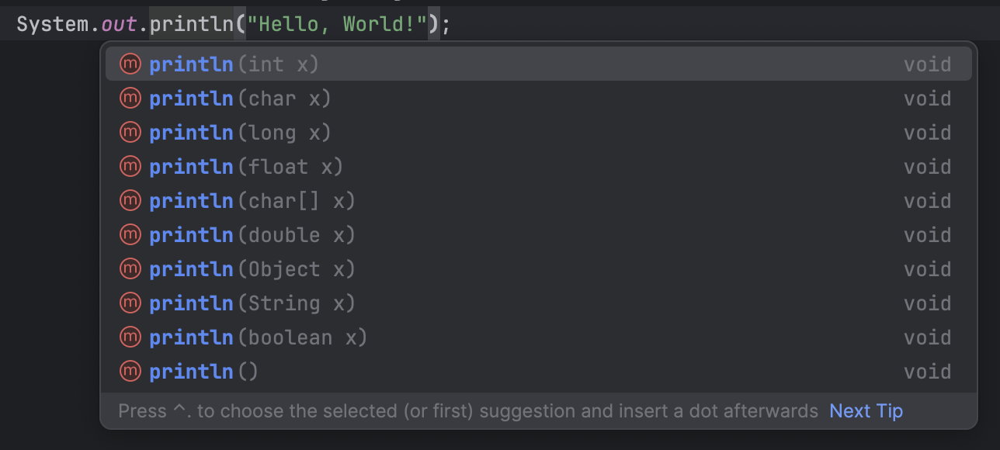 System.out.println("Hello, World!");
m println(int x) void
m println(char x) void
m println(long x) void
m println(float x) void
m println(char[] x) void
m println(double x) void
m println(Object x) void
m println(String x) void
m println(boolean x) void
m println() void
Press ^. to choose the selected (or first) suggestion and insert a dot afterwards Next Tip